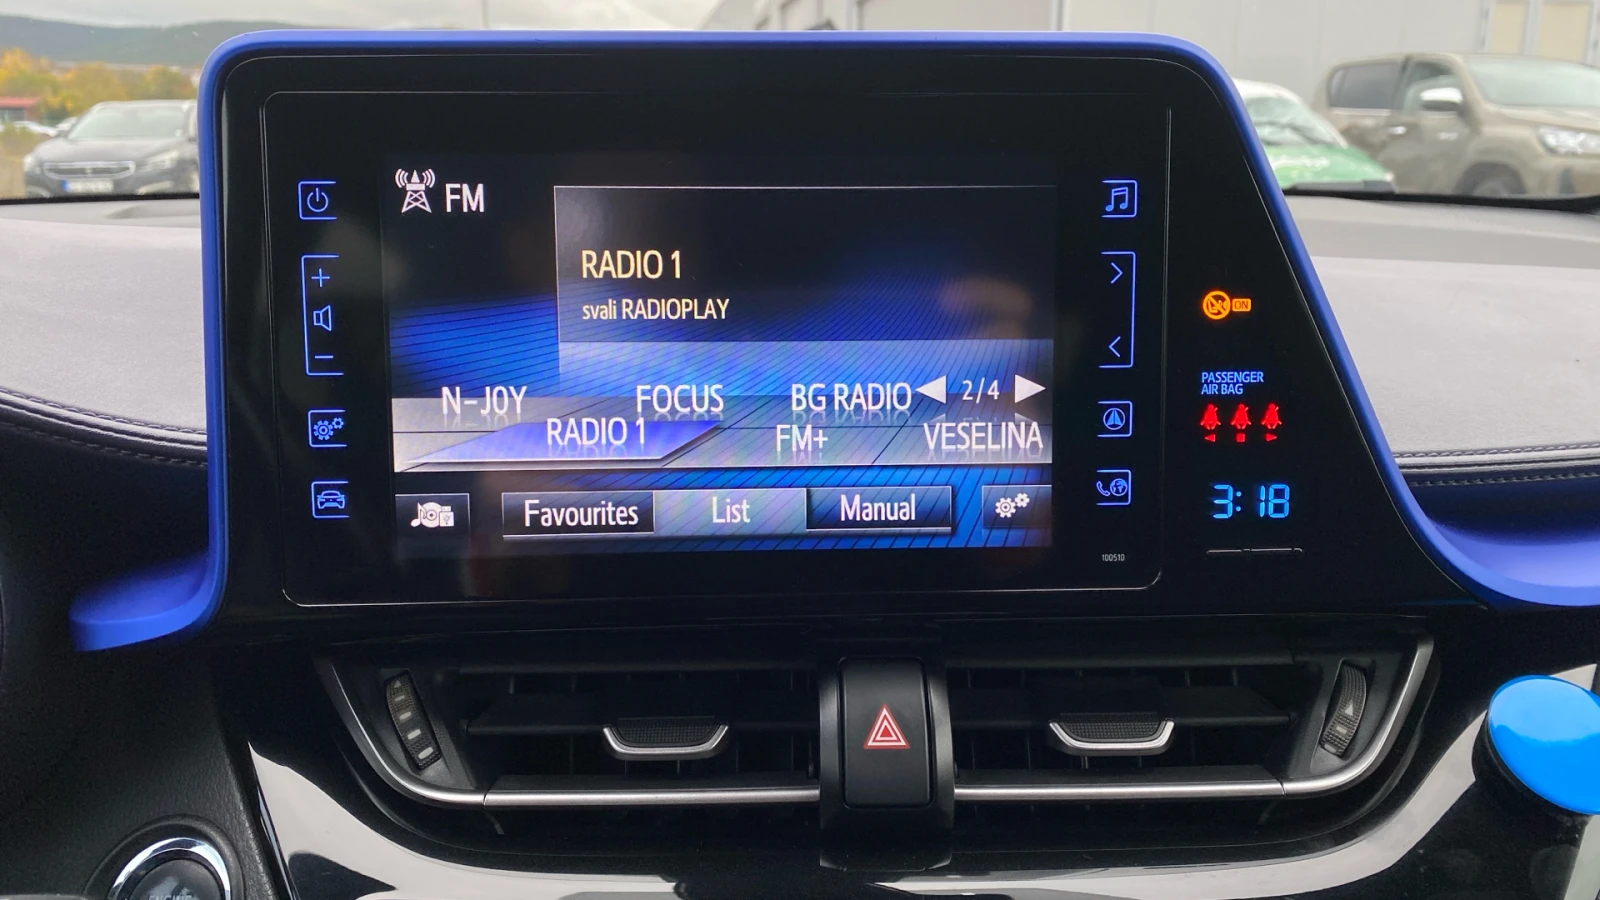 FM
RADIO 1
svali RADIOPLAY
N-JOY FOCUS BG RADIO 2/4
RADIO 1 FM+ VESELINA
Favourites List Manual
ON
PASSENGER
AIR BAG
3:18
100510